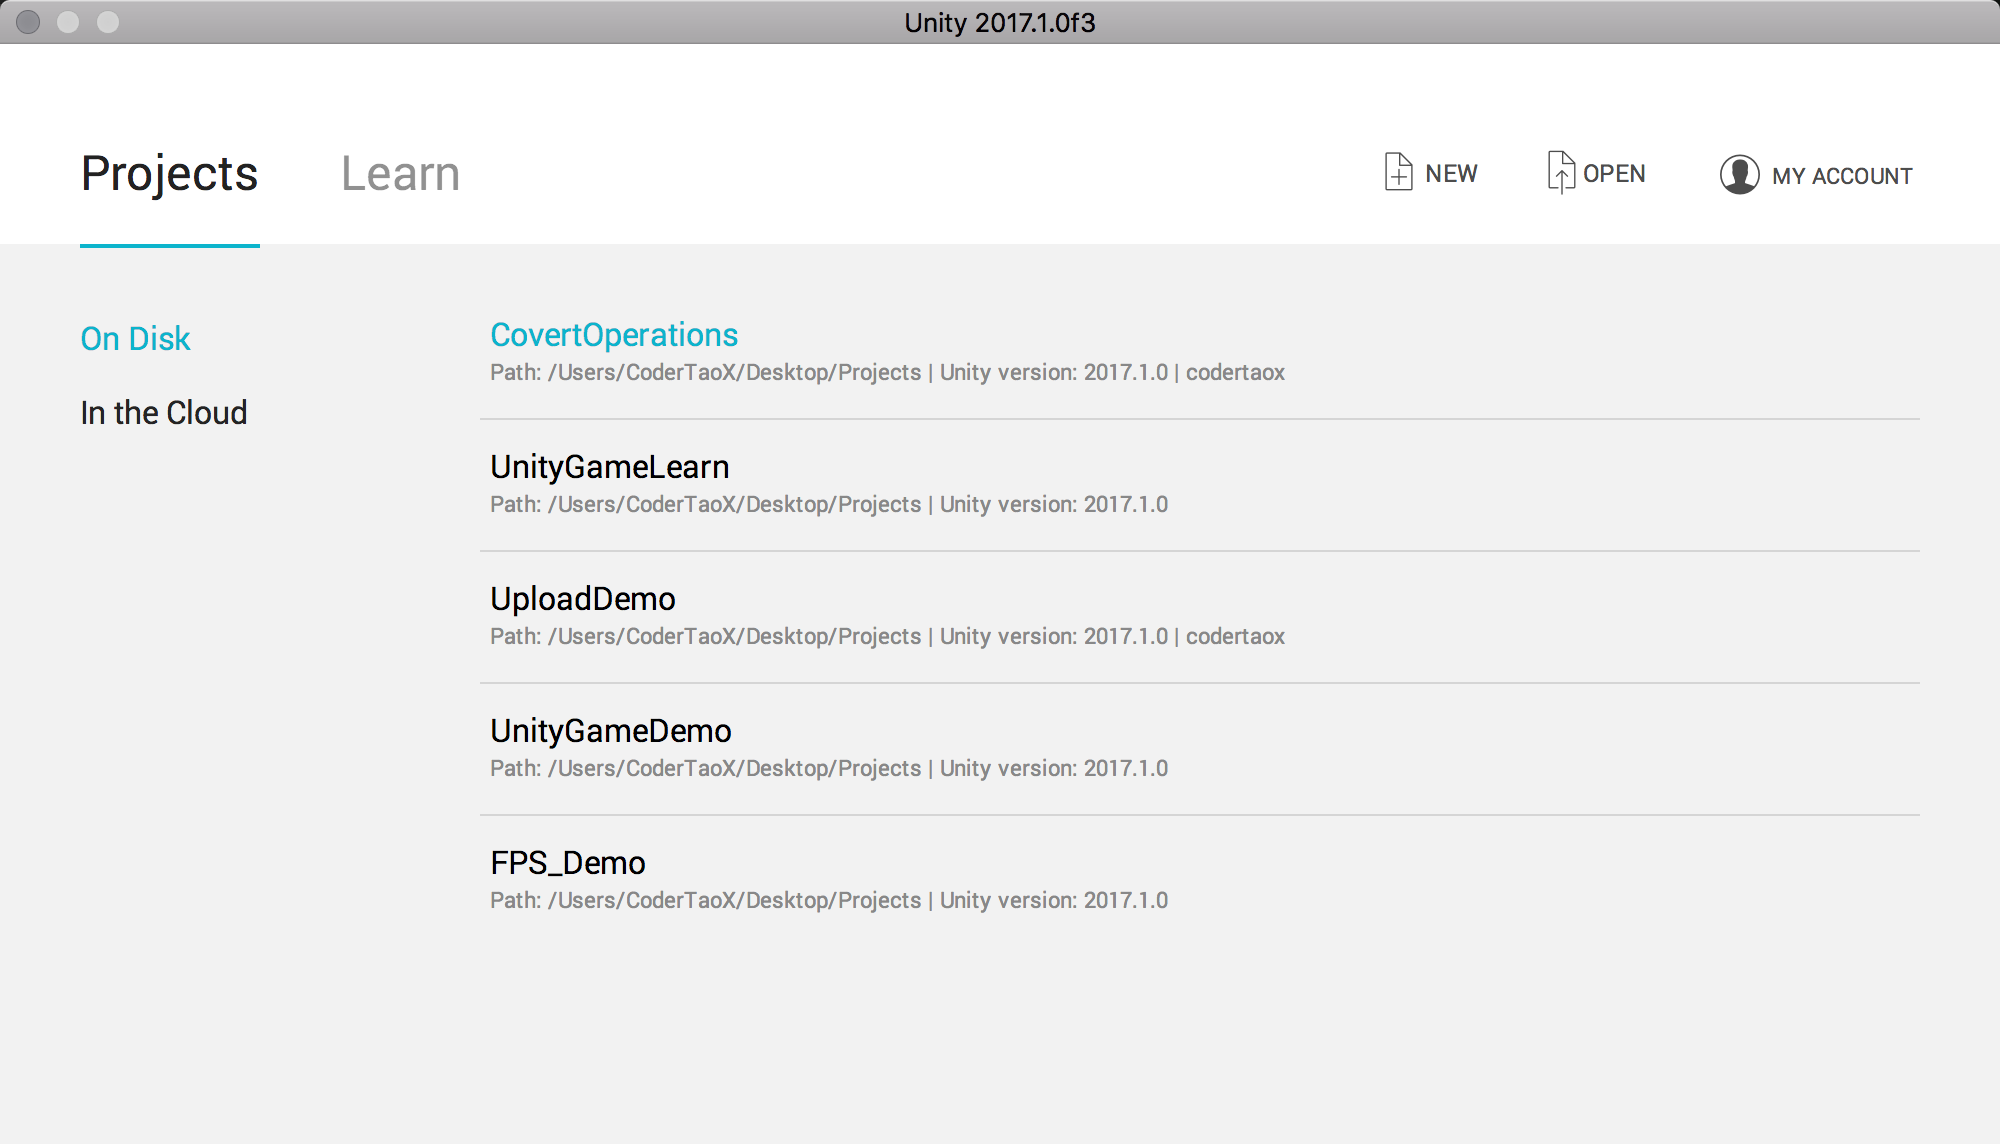 Unity 2017.1.0f3
Projects
Learn
NEW
OPEN
MY ACCOUNT
On Disk
In the Cloud
CovertOperations
Path: /Users/CoderTaoX/Desktop/Projects | Unity version: 2017.1.0 | codertaox
UnityGameLearn
Path: /Users/CoderTaoX/Desktop/Projects | Unity version: 2017.1.0
UploadDemo
Path: /Users/CoderTaoX/Desktop/Projects | Unity version: 2017.1.0 | codertaox
UnityGameDemo
Path: /Users/CoderTaoX/Desktop/Projects | Unity version: 2017.1.0
FPS_Demo
Path: /Users/CoderTaoX/Desktop/Projects | Unity version: 2017.1.0